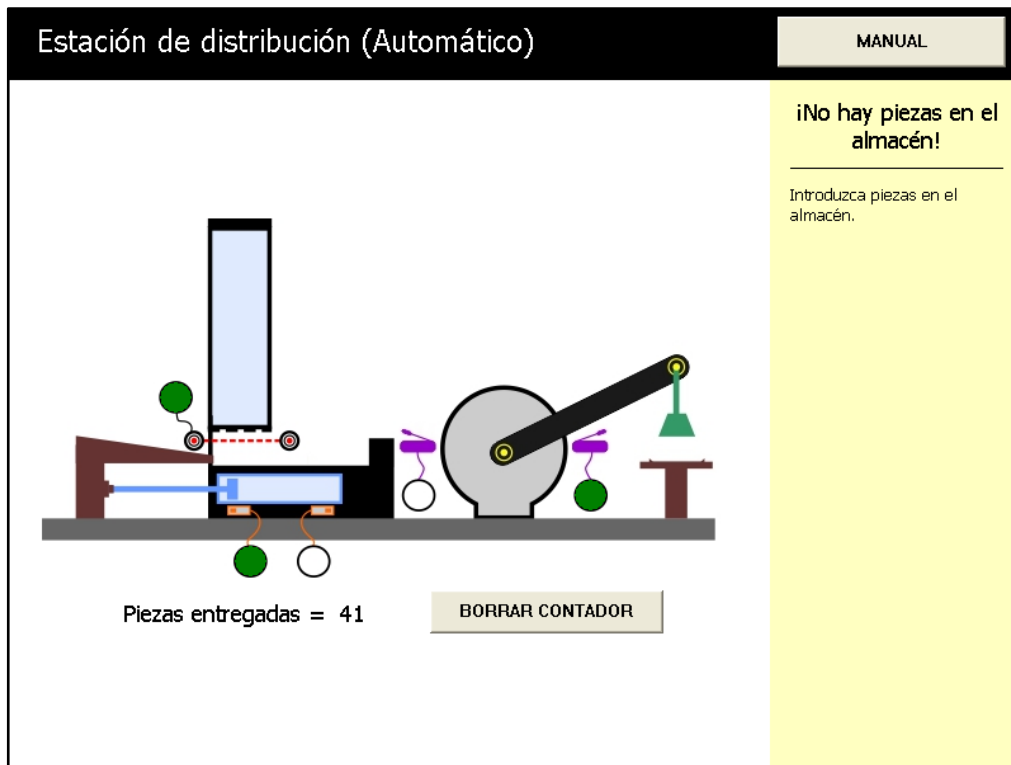 Estación de distribución (Automático)
MANUAL
¡No hay piezas en el
almacén!
Introduzca piezas en el
almacén.
Piezas entregadas = 41
BORRAR CONTADOR